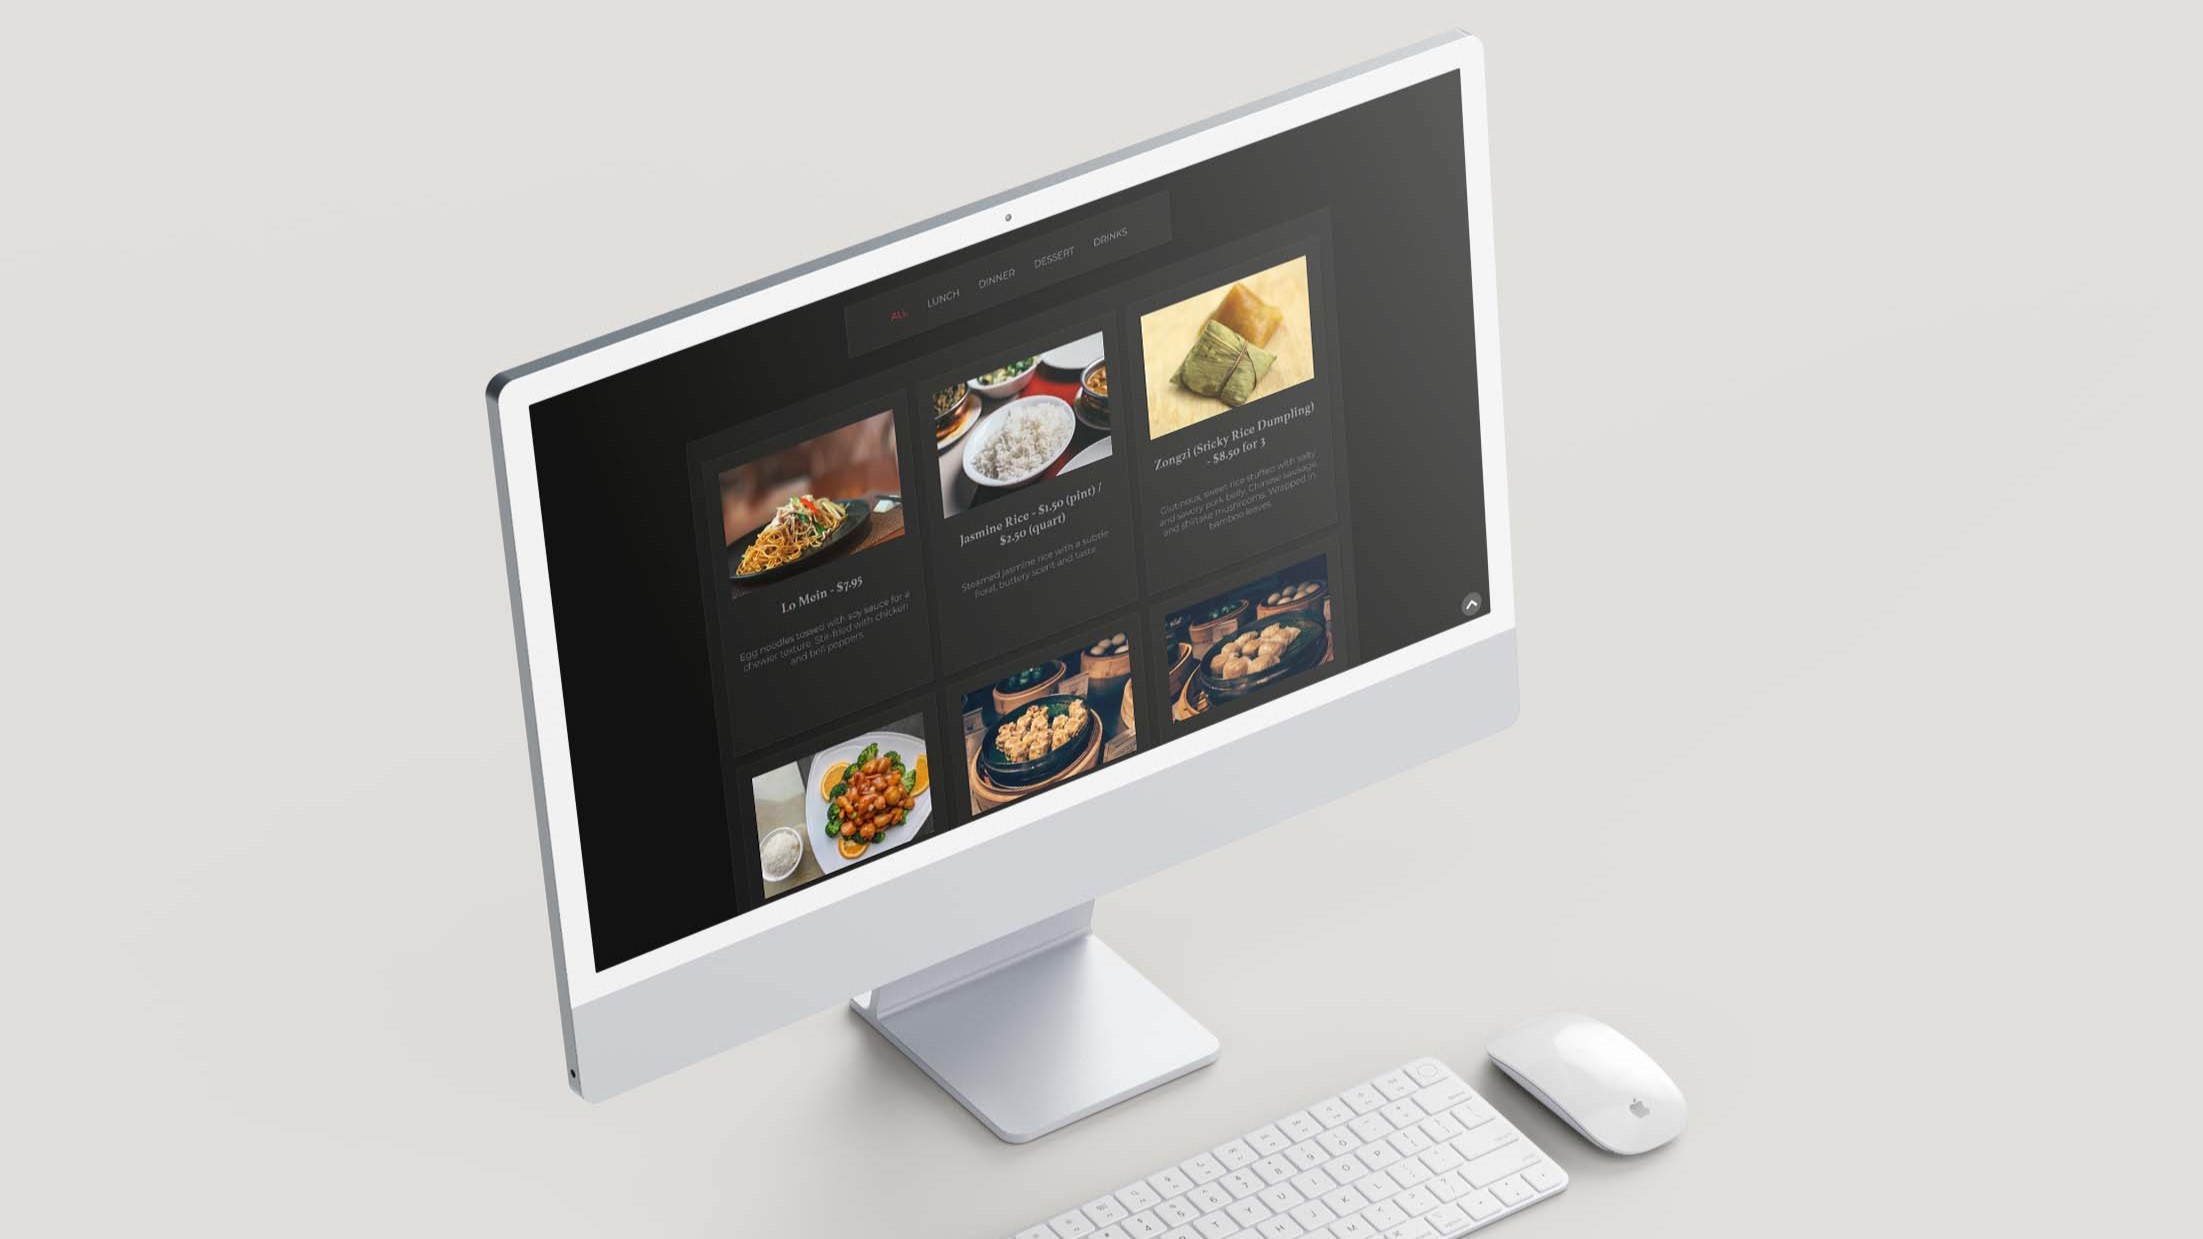 ALL LUNCH DINNER DESSERT DRINKS
Lo Mein - $7.95
Egg noodles tossed with soy sauce for a
chewier texture. Stir-fried with chicken
and bell peppers.
Jasmine Rice - $1.50 (pint) /
$2.50 (quart)
Steamed jasmine rice with a subtle
floral, buttery scent and taste
Zongzi (Sticky Rice Dumpling)
- $8.50 for 3
Glutinous, sweet rice stuffed with salty
and savory pork belly, Chinese sausage
and shiitake mushrooms. Wrapped in
bamboo leaves.